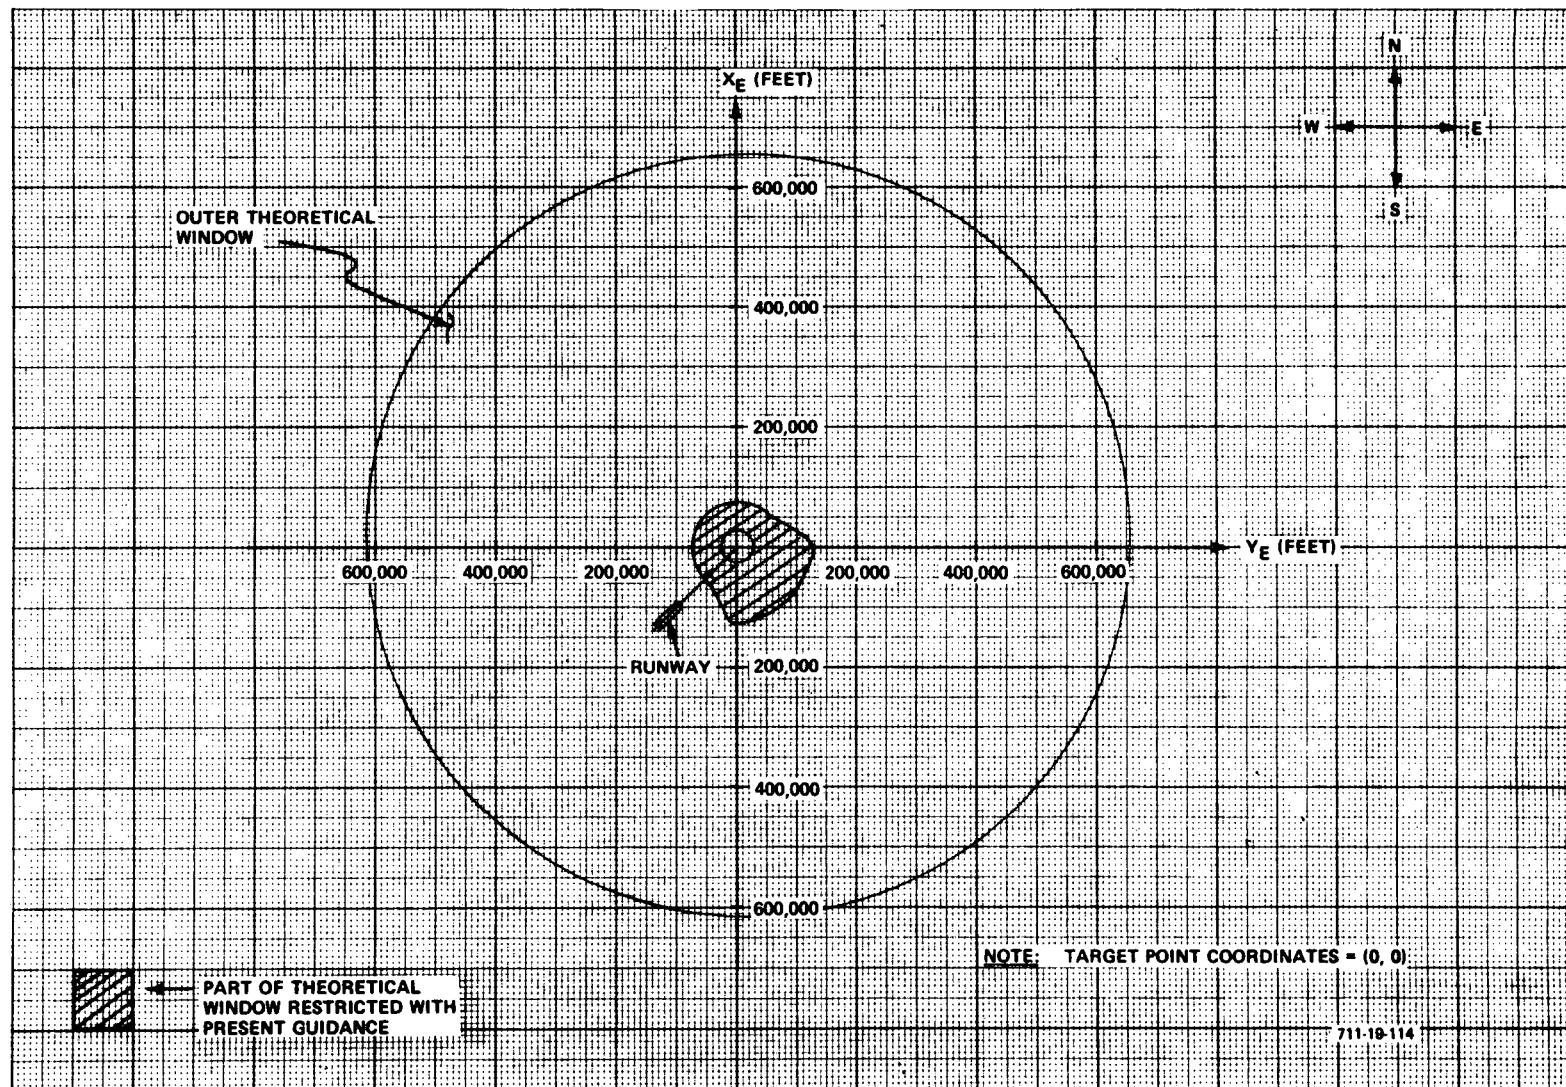 N
X_E (FEET)
W E
600,000
S
OUTER THEORETICAL
WINDOW
400,000
200,000
Y_E (FEET)
600,000 400,000 200,000 200,000 400,000 600,000
RUNWAY
200,000
400,000
600,000
NOTE: TARGET POINT COORDINATES = (0, 0)
PART OF THEORETICAL
WINDOW RESTRICTED WITH
PRESENT GUIDANCE
711-19-114